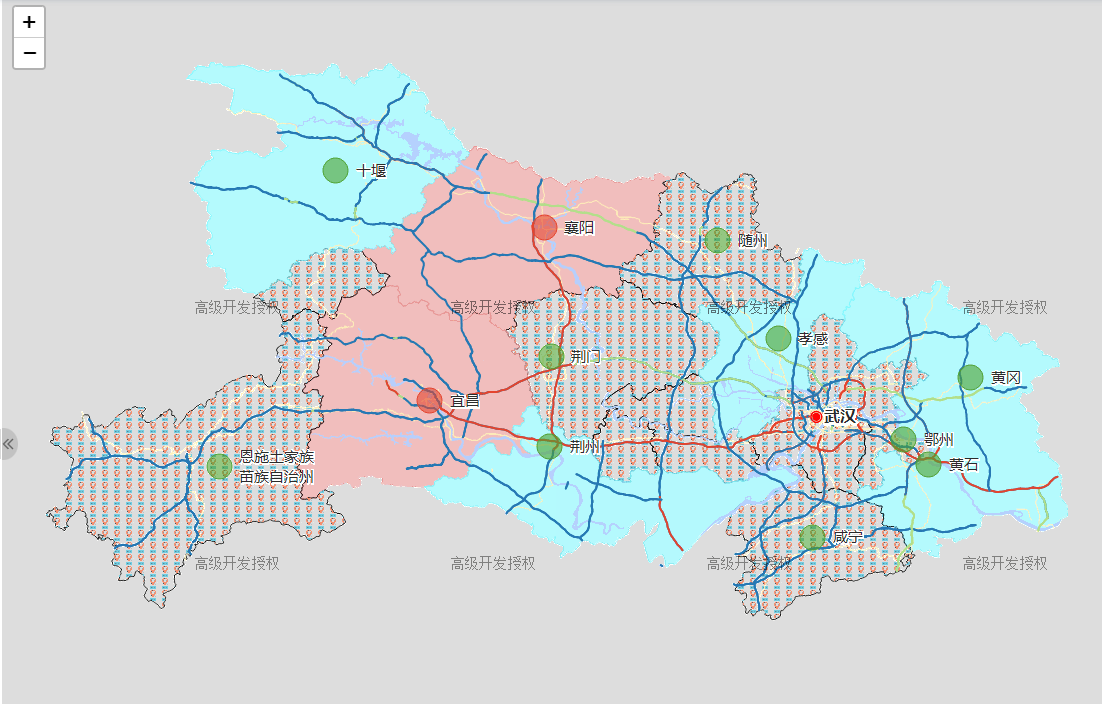 +
−
十堰
襄阳
随州
高级开发授权
高级开发授权
高级开发授权
高级开发授权
孝感
荆门
黄冈
宜昌
武汉
鄂州
荆州
恩施土家族
苗族自治州
黄石
咸宁
高级开发授权
高级开发授权
高级开发授权
高级开发授权